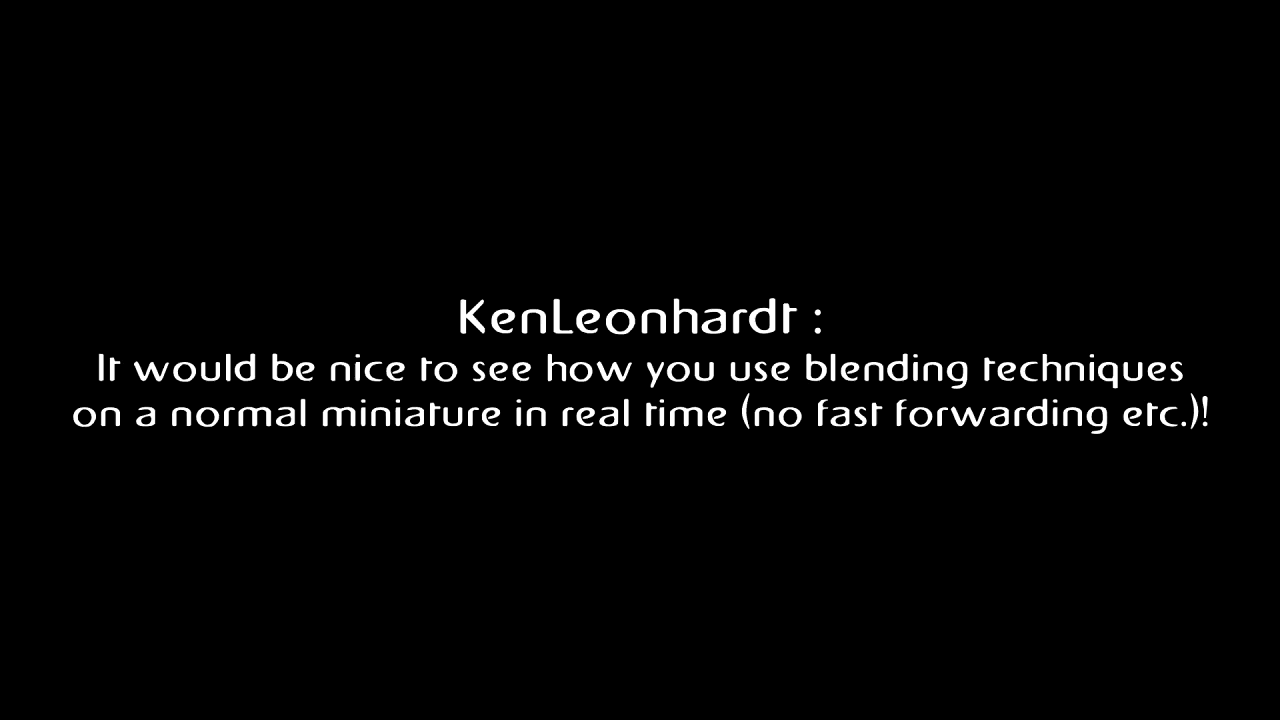 KenLeonhardt :
It would be nice to see how you use blending techniques
on a normal miniature in real time (no fast forwarding etc.)!